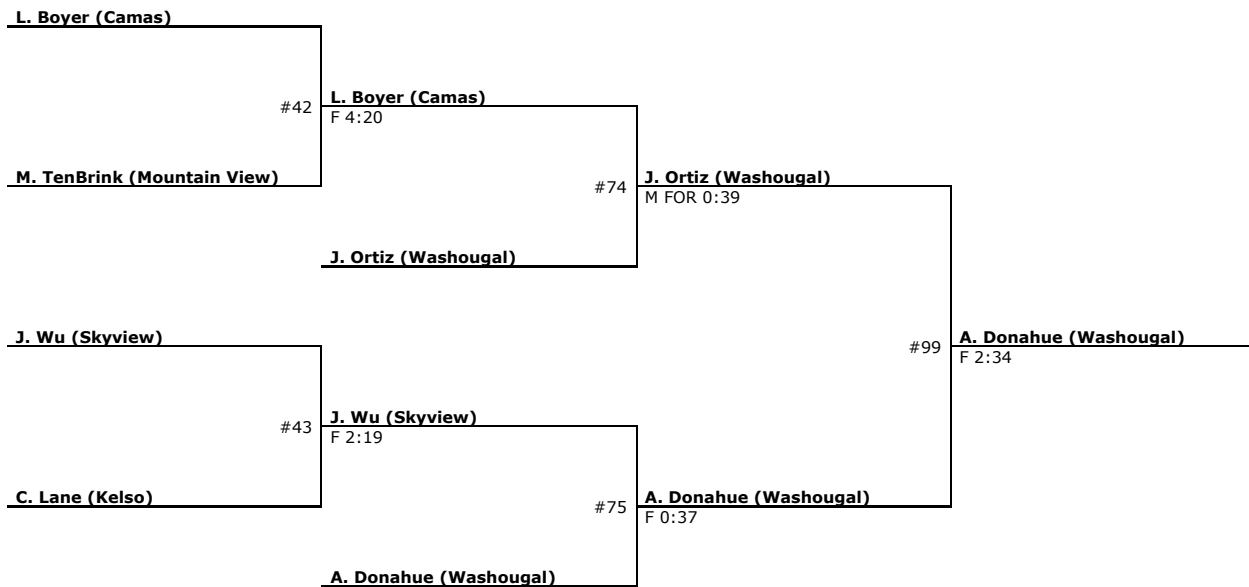 L. Boyer (Camas)
#42
L. Boyer (Camas)
F 4:20
M. TenBrink (Mountain View)
#74
J. Ortiz (Washougal)
M FOR 0:39
J. Ortiz (Washougal)
J. Wu (Skyview)
#99
A. Donahue (Washougal)
F 2:34
#43
J. Wu (Skyview)
F 2:19
C. Lane (Kelso)
#75
A. Donahue (Washougal)
F 0:37
A. Donahue (Washougal)